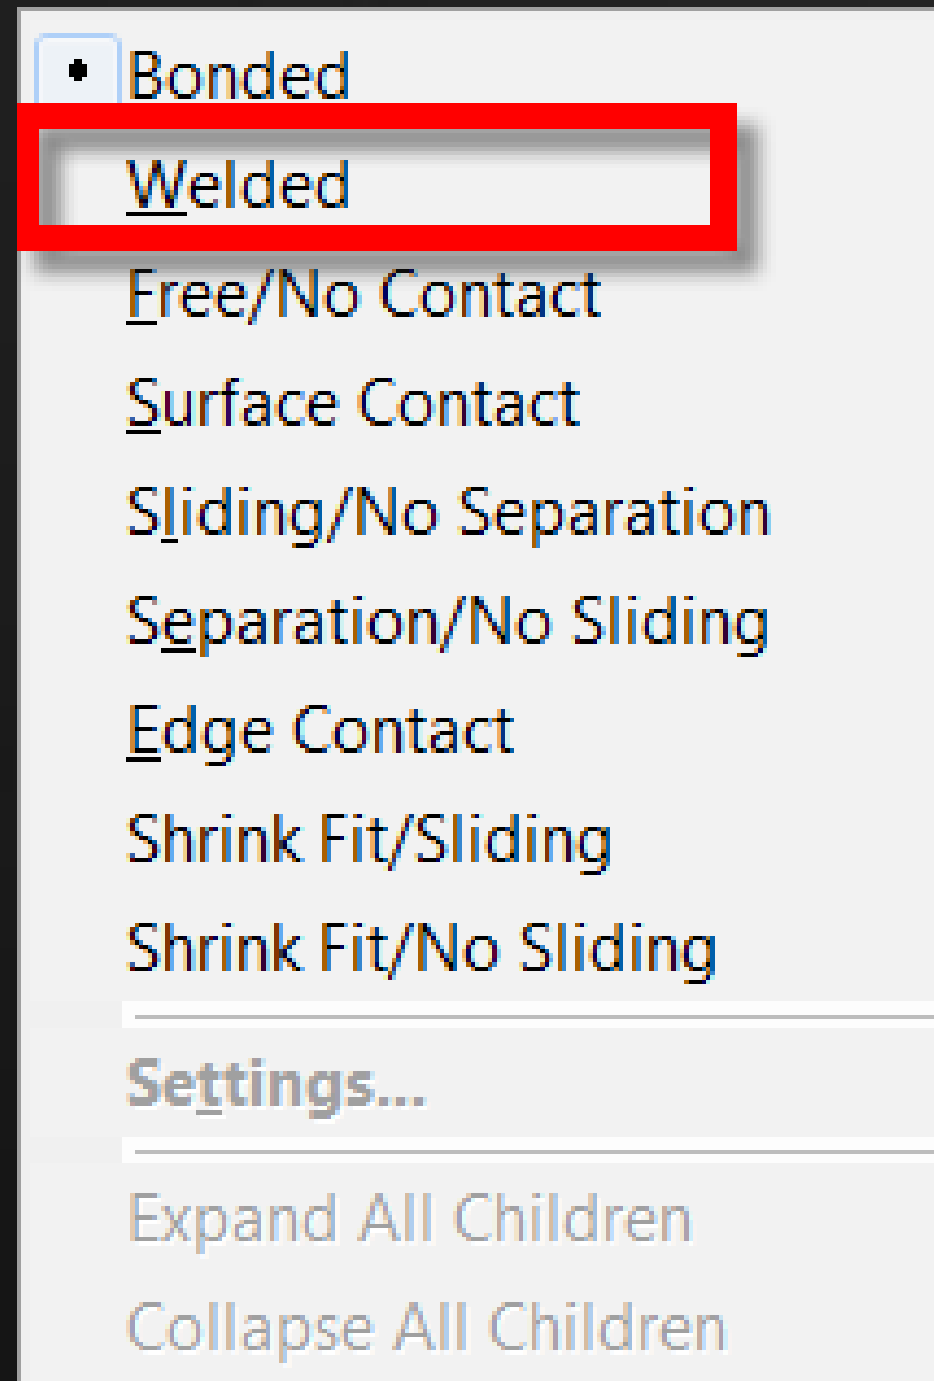 Bonded
Welded
Free/No Contact
Surface Contact
Sliding/No Separation
Separation/No Sliding
Edge Contact
Shrink Fit/Sliding
Shrink Fit/No Sliding
Settings...
Expand All Children
Collapse All Children